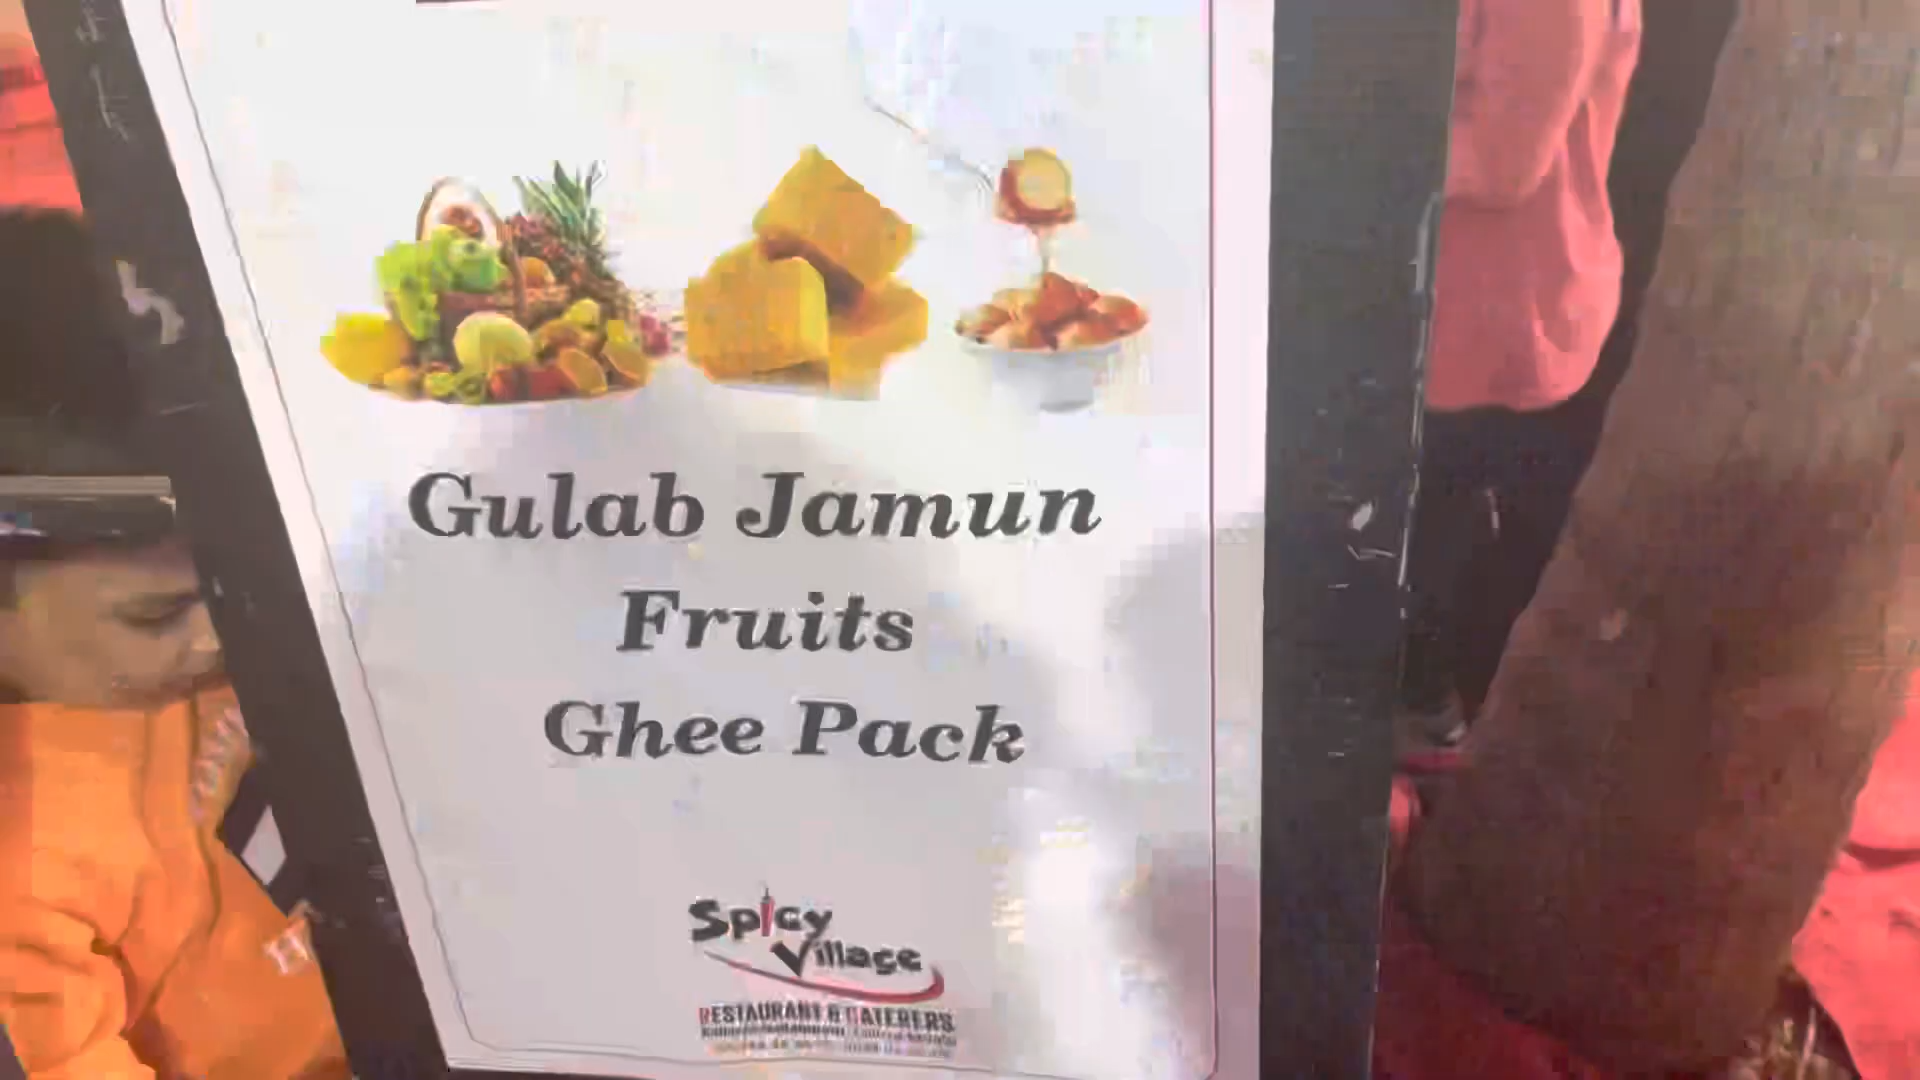 Gulab Jamun
Fruits
Ghee Pack
Spicy
Village
RESTAURANT & CATERERS